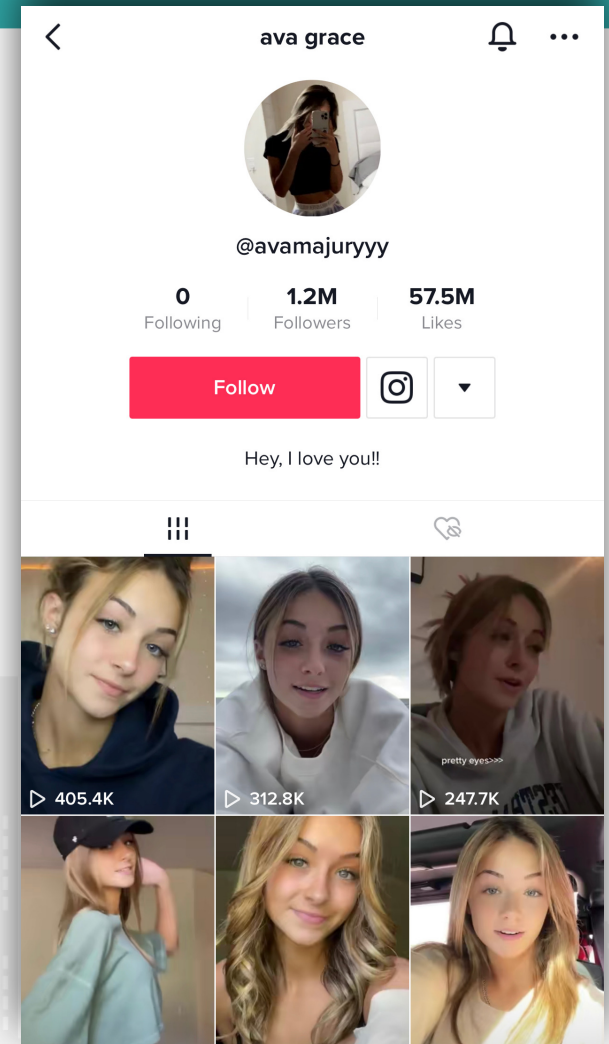 ava grace
@avamajuryyy
0 1.2M 57.5M
Following Followers Likes
Follow
Hey, I love you!!
pretty eyes>>>
405.4K 312.8K 247.7K